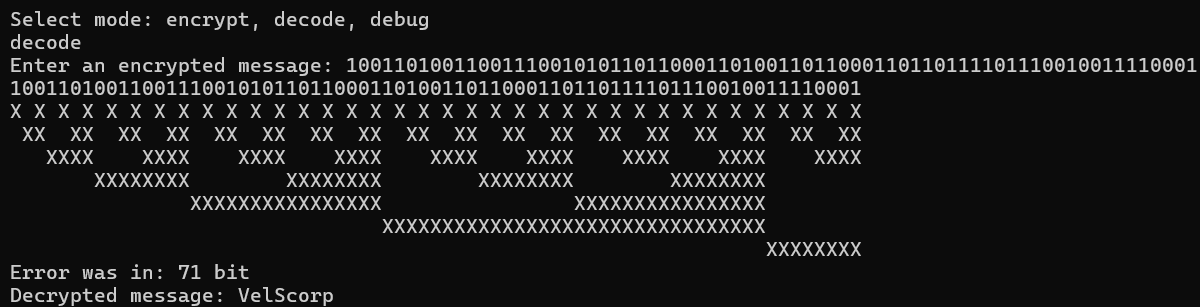 Select mode: encrypt, decode, debug
decode
Enter an encrypted message: 10011010011001110010101101100011010011011000110110111101110010011110001
10011010011001110010101101100011010011011000110110111101110010011110001
X X X X X X X X X X X X X X X X X X X X X X X X X X X X X X X X X X X X
 XX  XX  XX  XX  XX  XX  XX  XX  XX  XX  XX  XX  XX  XX  XX  XX  XX  XX
   XXXX    XXXX    XXXX    XXXX    XXXX    XXXX    XXXX    XXXX    XXXX
       XXXXXXXX        XXXXXXXX        XXXXXXXX        XXXXXXXX
               XXXXXXXXXXXXXXXX                XXXXXXXXXXXXXXXX
                               XXXXXXXXXXXXXXXXXXXXXXXXXXXXXXXX
                                                               XXXXXXXX
Error was in: 71 bit
Decrypted message: VelScorp